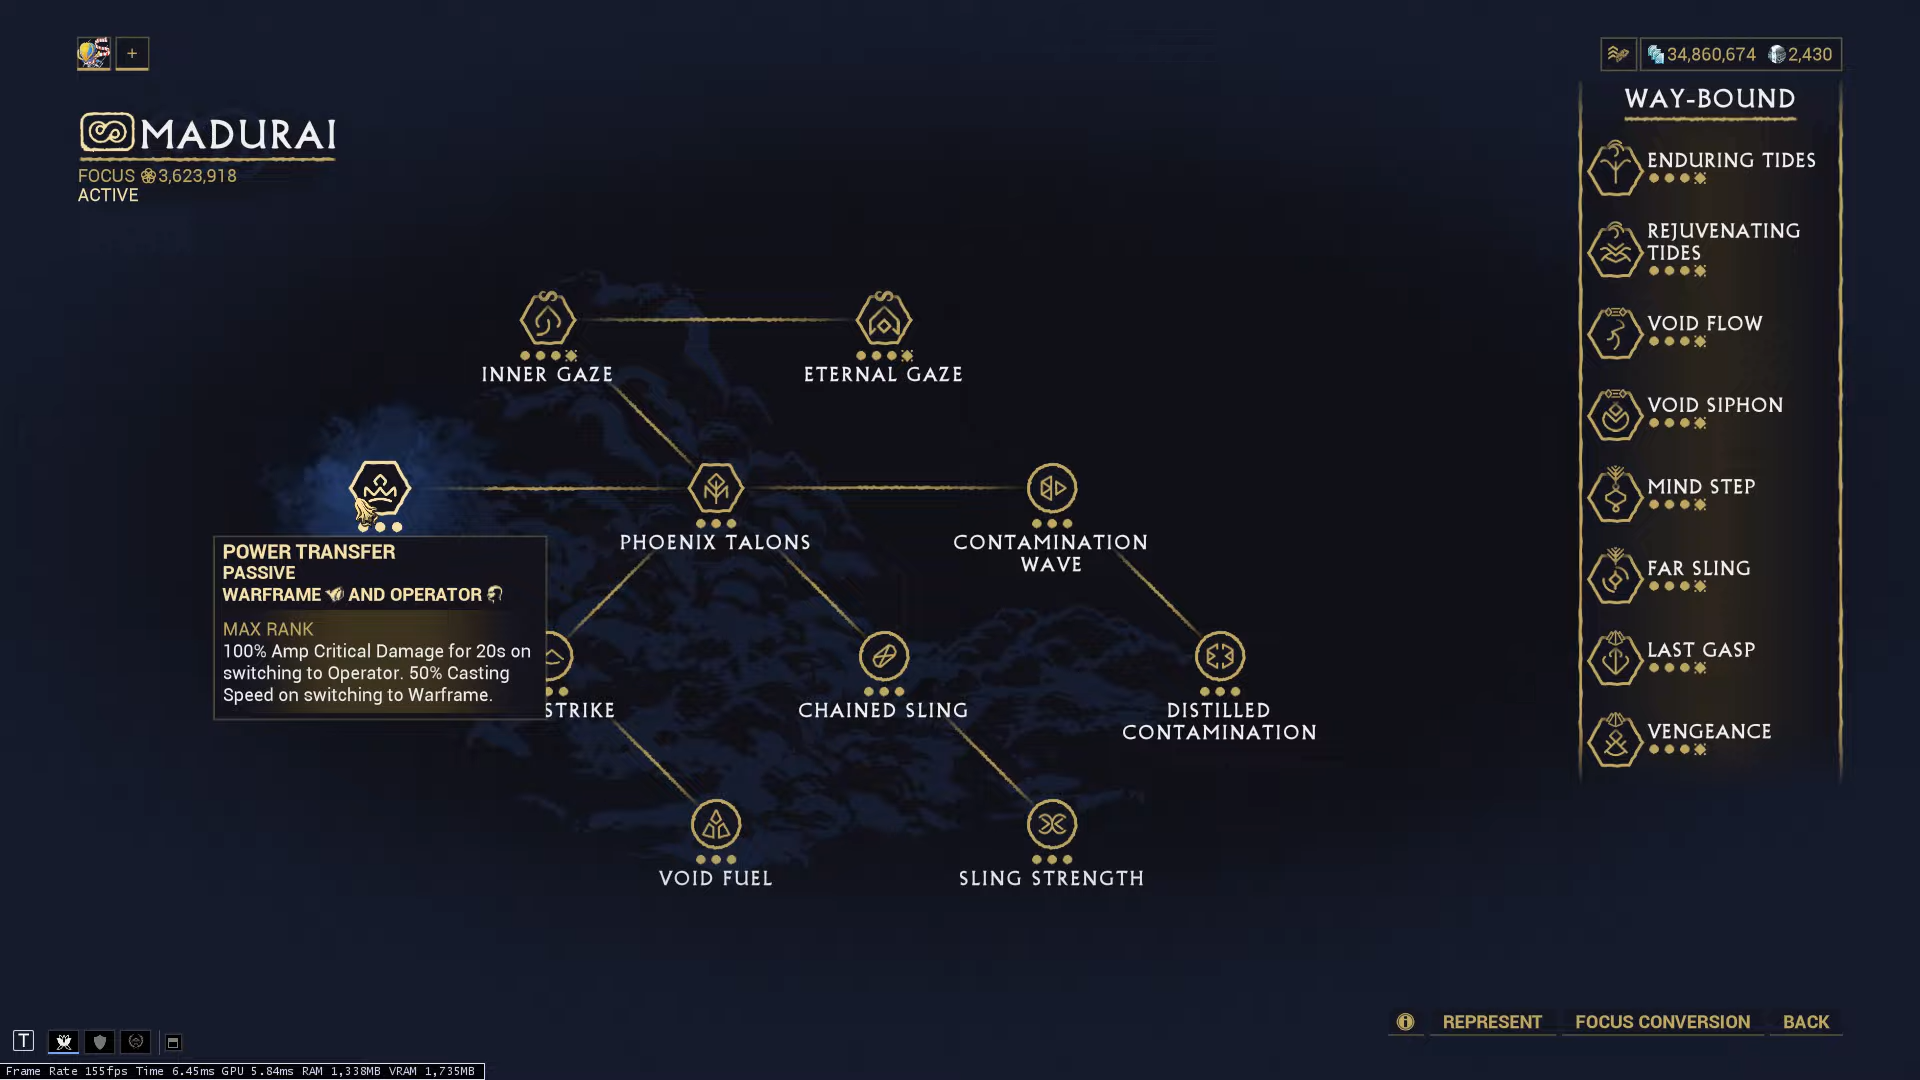 +
34,860,674 2,430
MADURAI
FOCUS 3,623,918
ACTIVE
WAY-BOUND
ENDURING TIDES
REJUVENATING
TIDES
VOID FLOW
VOID SIPHON
MIND STEP
FAR SLING
LAST GASP
VENGEANCE
INNER GAZE
ETERNAL GAZE
PHOENIX TALONS
CONTAMINATION
WAVE
POWER TRANSFER
PASSIVE
WARFRAME AND OPERATOR
MAX RANK
100% Amp Critical Damage for 20s on
switching to Operator. 50% Casting
Speed on switching to Warframe.
STRIKE
CHAINED SLING
DISTILLED
CONTAMINATION
VOID FUEL
SLING STRENGTH
REPRESENT FOCUS CONVERSION BACK
T
Frame Rate 155fps Time 6.45ms GPU 5.84ms RAM 1,338MB VRAM 1,735MB